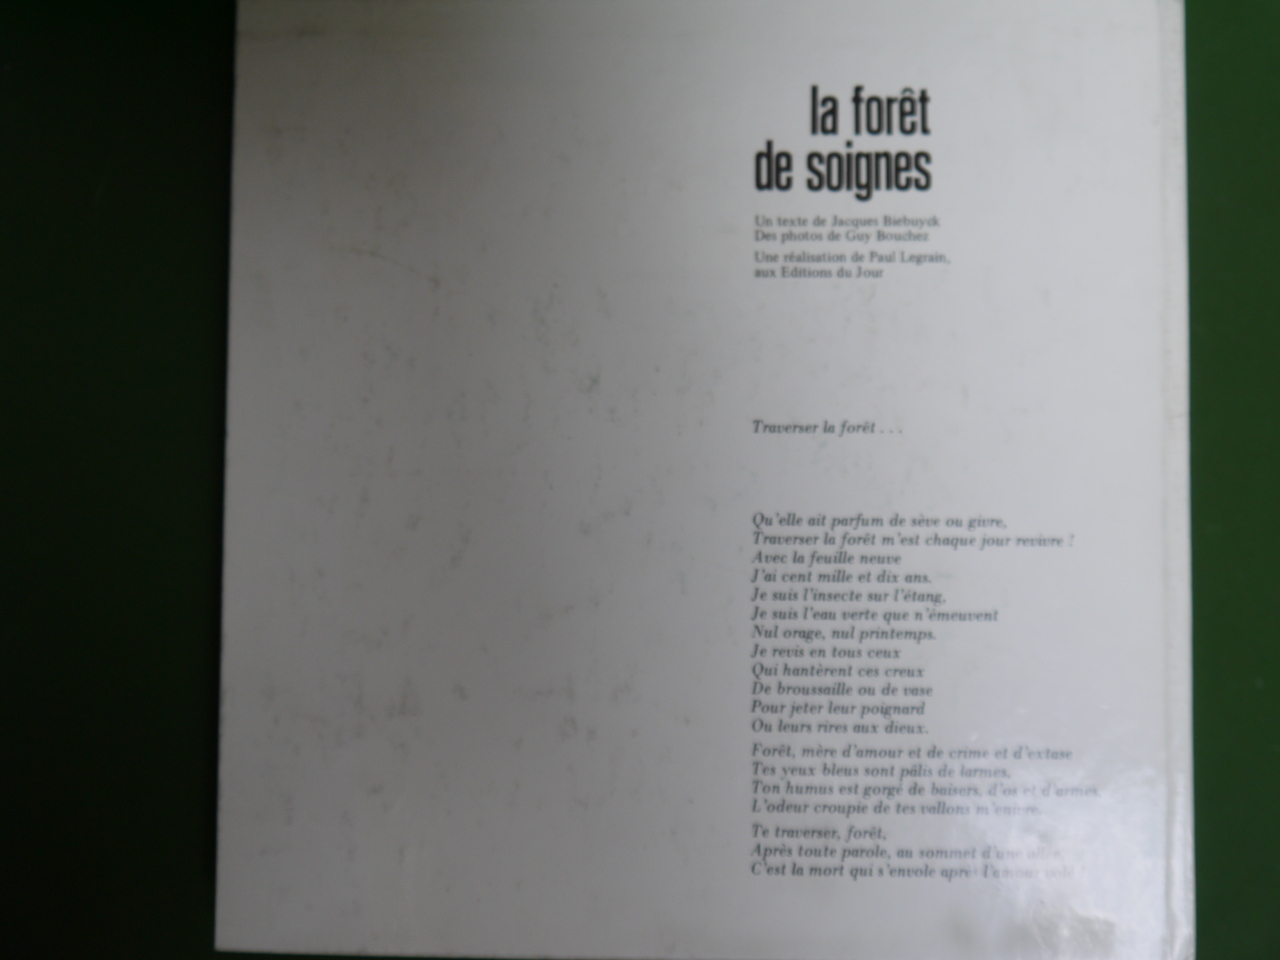 la forêt
de soignes
Un texte de Jacques Biebuyck
Des photos de Guy Bouchez
Une réalisation de Paul Legrain,
aux Editions du Jour
Traverser la forêt . . .
Qu'elle ait parfum de sève ou givre,
Traverser la forêt m'est chaque jour revivre !
Avec la feuille neuve
J'ai cent mille et dix ans.
Je suis l'insecte sur l'étang,
Je suis l'eau verte que n'émeuvent
Nul orage, nul printemps.
Je revis en tous ceux
Qui hantèrent ces creux
De broussaille ou de vase
Pour jeter leur poignard
Ou leurs rires aux dieux.
Forêt, mère d'amour et de crime et d'extase
Tes yeux bleus sont pâlis de larmes,
Ton humus est gorgé de baisers, d'os et d'armes,
L'odeur croupie de tes vallons m'enivre...
Te traverser, forêt,
Après toute parole, au sommet d'une
C'est la mort qui s'envole après